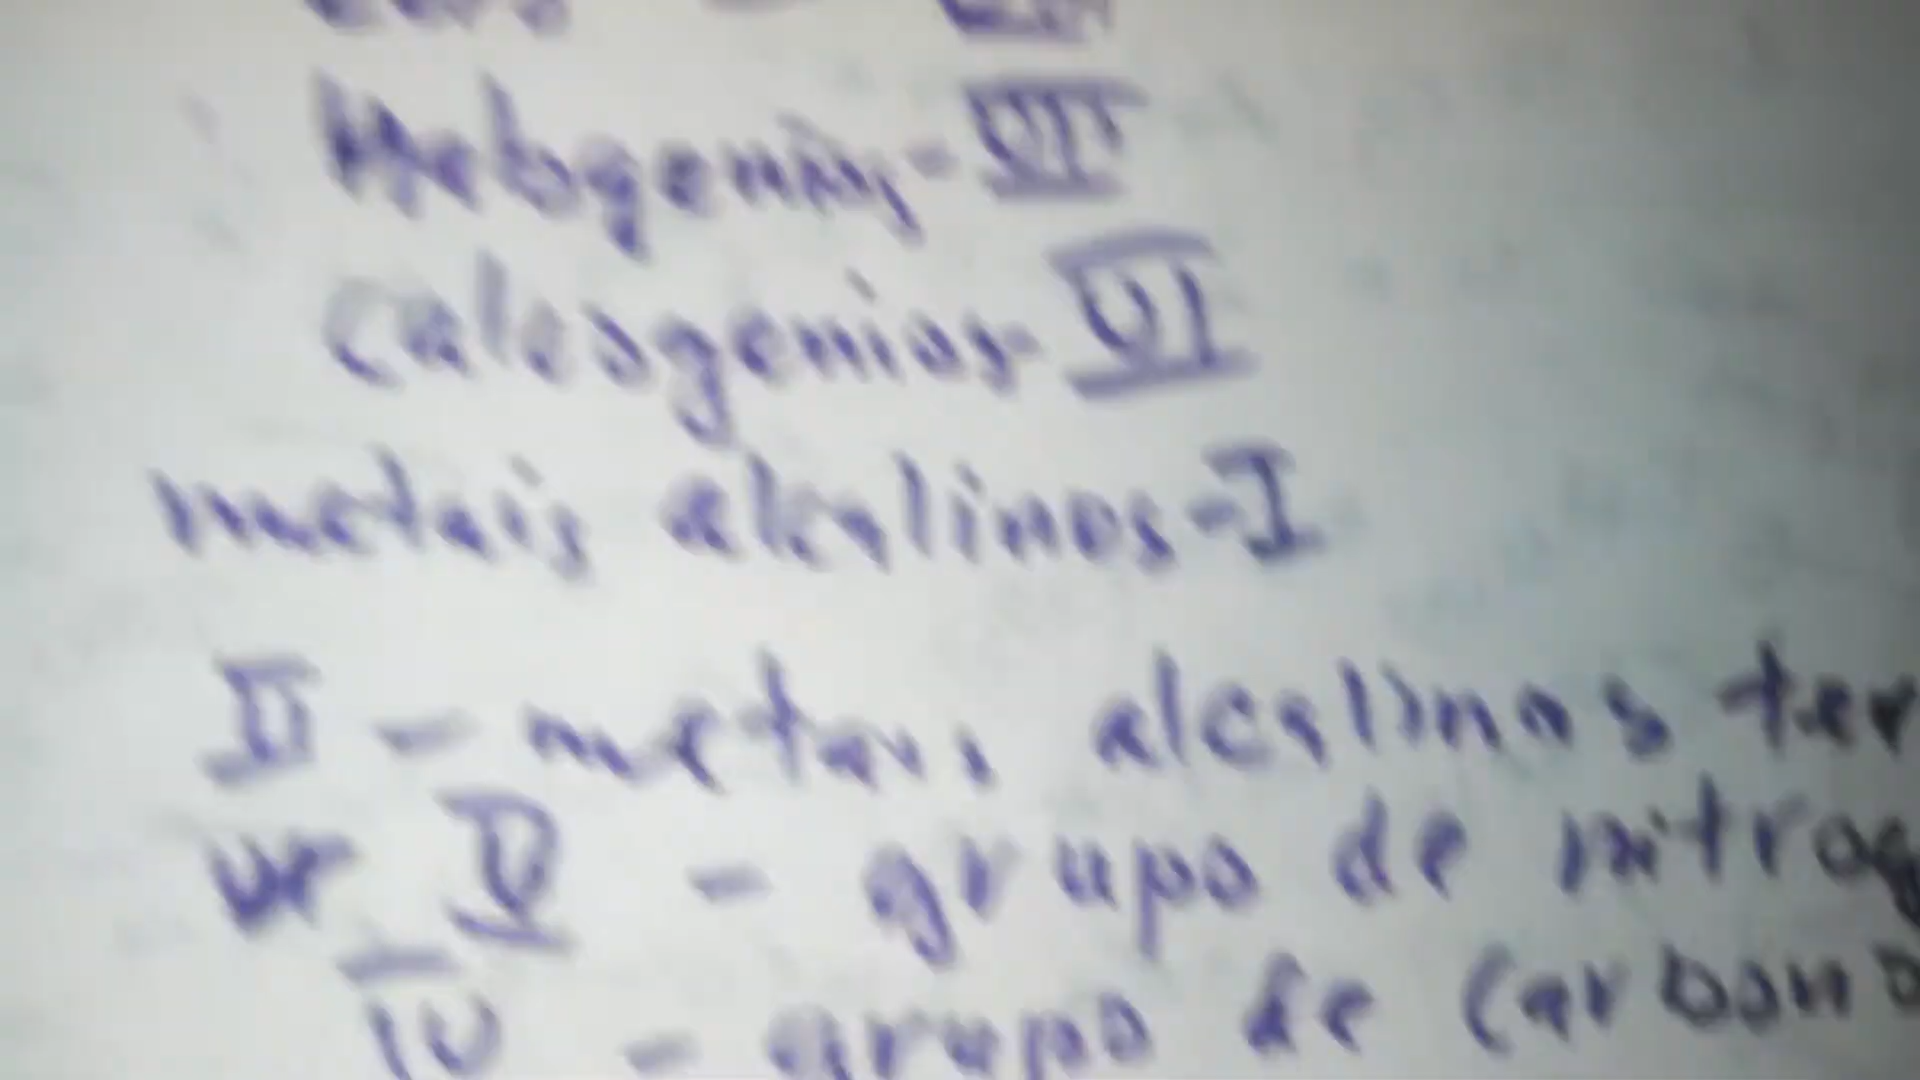 Halogenios - VII
Calcogenios - VI
metais alcalinos - I
II - metais alcalinos ter
V - grupo de nitrog
IV - grupo de Carbono